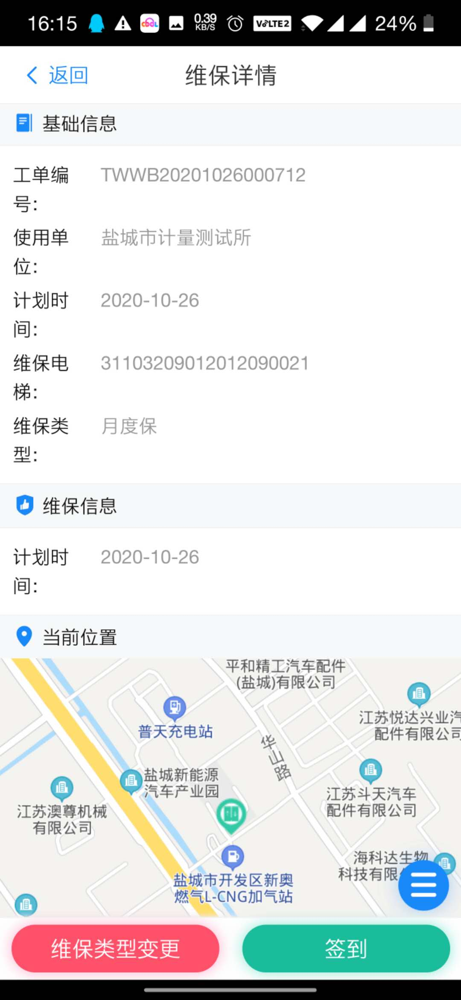 16:15
CODL
0.39
KB/S
VoLTE2
24%
返回
维保详情
基础信息
工单编
号:
TWWB20201026000712
使用单
位:
盐城市计量测试所
计划时
间:
2020-10-26
维保电
梯:
31103209012012090021
维保类
型:
月度保
维保信息
计划时
间:
2020-10-26
当前位置
平和精工汽车配件
(盐城)有限公司
江苏悦达兴业汽
配件有限公司
普天充电站
华山路
盐城新能源
汽车产业园
江苏斗天汽车
配件有限公司
江苏澳尊机械
有限公司
海科达生物
科技有限
盐城市开发区新奥
燃气L-CNG加气站
维保类型变更
签到